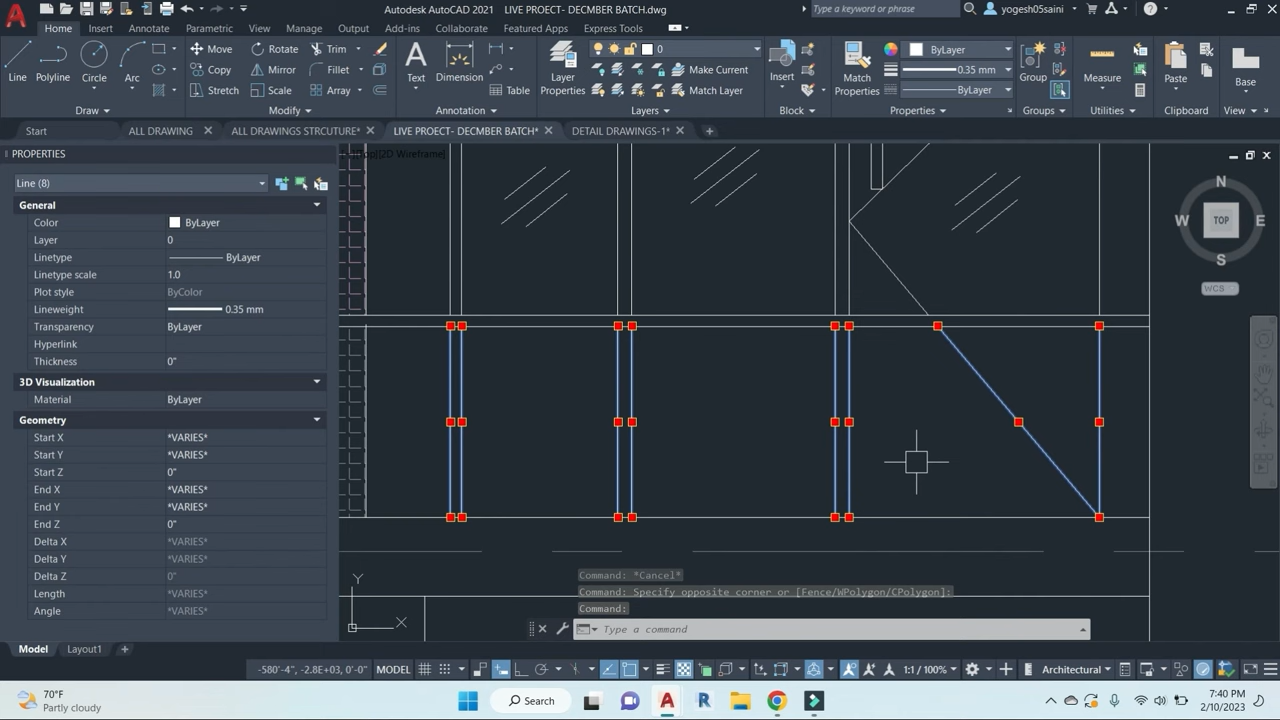 Autodesk AutoCAD 2021 LIVE PROECT- DECMBER BATCH.dwg
Type a keyword or phrase
yogesh05saini
Home Insert Annotate Parametric View Manage Output Add-ins Collaborate Featured Apps Express Tools
Line Polyline Circle Arc
Move Rotate Trim
Copy Mirror Fillet
Stretch Scale Array
Text Dimension Table
Layer Properties
0
Make Current
Match Layer
Insert
Match Properties
ByLayer
0.35 mm
ByLayer
Group Measure Paste Base
Draw Modify Annotation Layers Block Properties Groups Utilities Clipboard View
Start ALL DRAWING ALL DRAWINGS STRCUTURE* LIVE PROECT- DECMBER BATCH* DETAIL DRAWINGS-1*
PROPERTIES
][Top][2D Wireframe]
Line (8)
General
Color ByLayer
Layer 0
Linetype ByLayer
Linetype scale 1.0
Plot style ByColor
Lineweight 0.35 mm
Transparency ByLayer
Hyperlink
Thickness 0"
3D Visualization
Material ByLayer
Geometry
Start X *VARIES*
Start Y *VARIES*
Start Z 0"
End X *VARIES*
End Y *VARIES*
End Z 0"
Delta X *VARIES*
Delta Y *VARIES*
Delta Z 0"
Length *VARIES*
Angle *VARIES*
N
W TOP E
S
WCS
Y
X
Command: *Cancel*
Command: Specify opposite corner or [Fence/WPolygon/CPolygon]:
Command:
Type a command
Model Layout1
-580'-4", -2.8E+03, 0'-0" MODEL 1:1 / 100% Architectural
70°F
Partly cloudy
Search
7:40 PM
2/10/2023